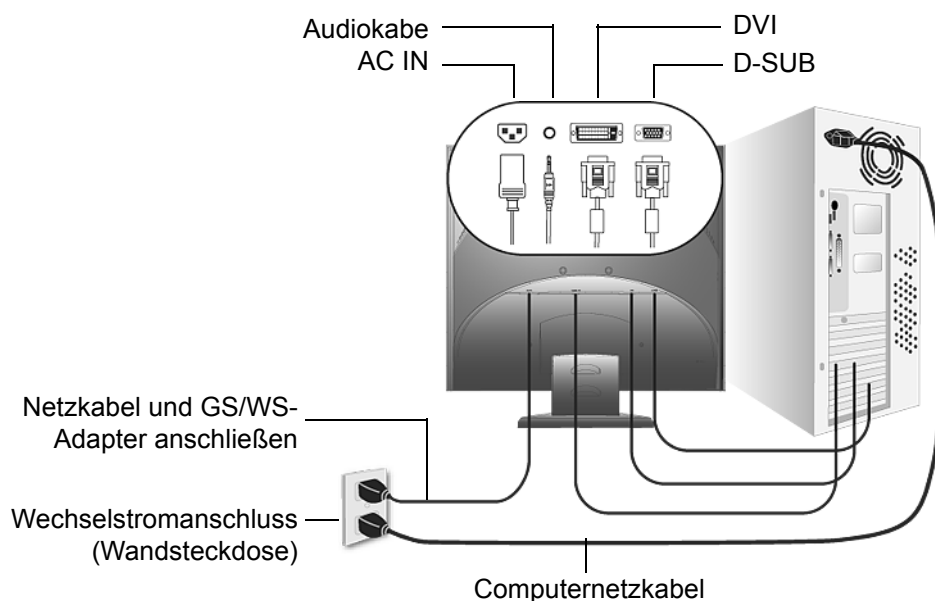 Audiokabe
AC IN
DVI
D-SUB
Netzkabel und GS/WS-
Adapter anschließen
Wechselstromanschluss
(Wandsteckdose)
Computernetzkabel